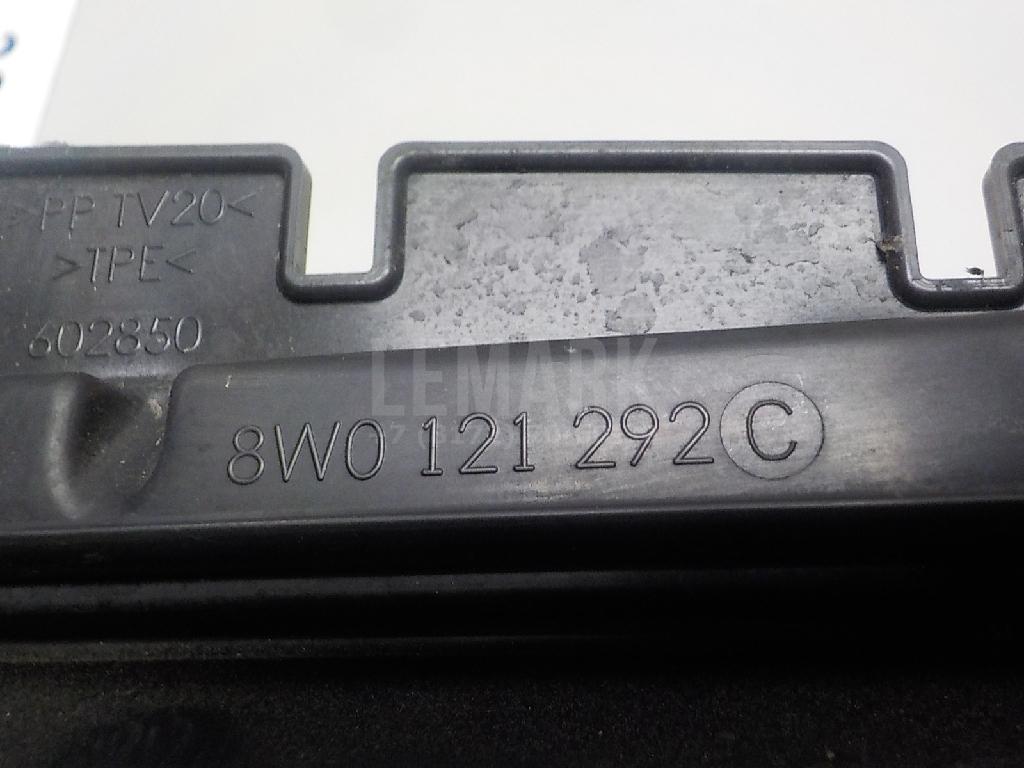 >PP TV20<
>TPE<
602850
LEMARK
8W0 121 292 C